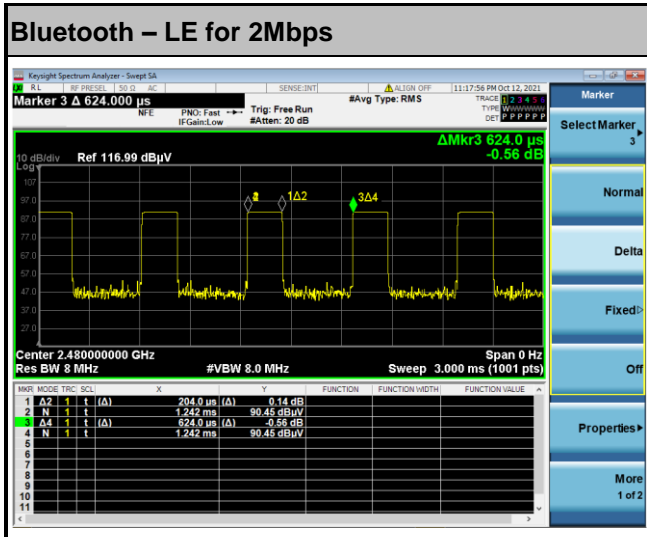 Bluetooth – LE for 2Mbps
Keysight Spectrum Analyzer - Swept SA
RL RF PRESEL 50 Ω AC SENSE:INT ALIGN OFF 11:17:56 PM Oct 12, 2021
Marker 3 Δ 624.000 µs
NFE PNO: Fast Trig: Free Run #Avg Type: RMS TRACE 1 2 3 4 5 6
IFGain:Low #Atten: 20 dB TYPE WWWWWW
DET P P P P P P
ΔMkr3 624.0 µs
-0.56 dB
10 dB/div Ref 116.99 dBµV
Log
107
97.0
87.0
77.0
67.0
57.0
47.0
37.0
27.0
1Δ2
3Δ4
Center 2.480000000 GHz Span 0 Hz
Res BW 8 MHz #VBW 8.0 MHz Sweep 3.000 ms (1001 pts)
MKR MODE TRC SCL X Y FUNCTION FUNCTION WIDTH FUNCTION VALUE
1 Δ2 1 t (Δ) 204.0 µs (Δ) 0.14 dB
2 N 1 t 1.242 ms 90.45 dBµV
3 Δ4 1 t (Δ) 624.0 µs (Δ) -0.56 dB
4 N 1 t 1.242 ms 90.45 dBµV
5
6
7
8
9
10
11
Marker
Select Marker
3
Normal
Delta
Fixed
Off
Properties
More
1 of 2